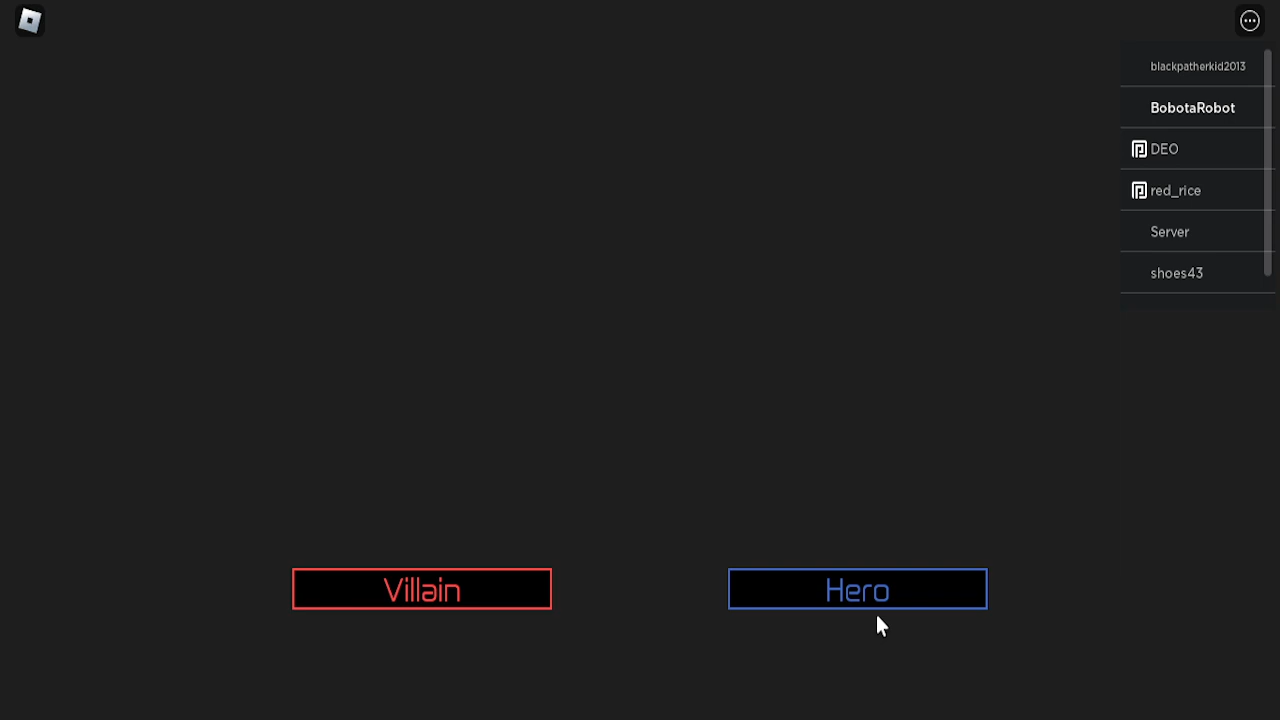 blackpatherkid2013
BobotaRobot
DEO
red_rice
Server
shoes43
Villain
Hero